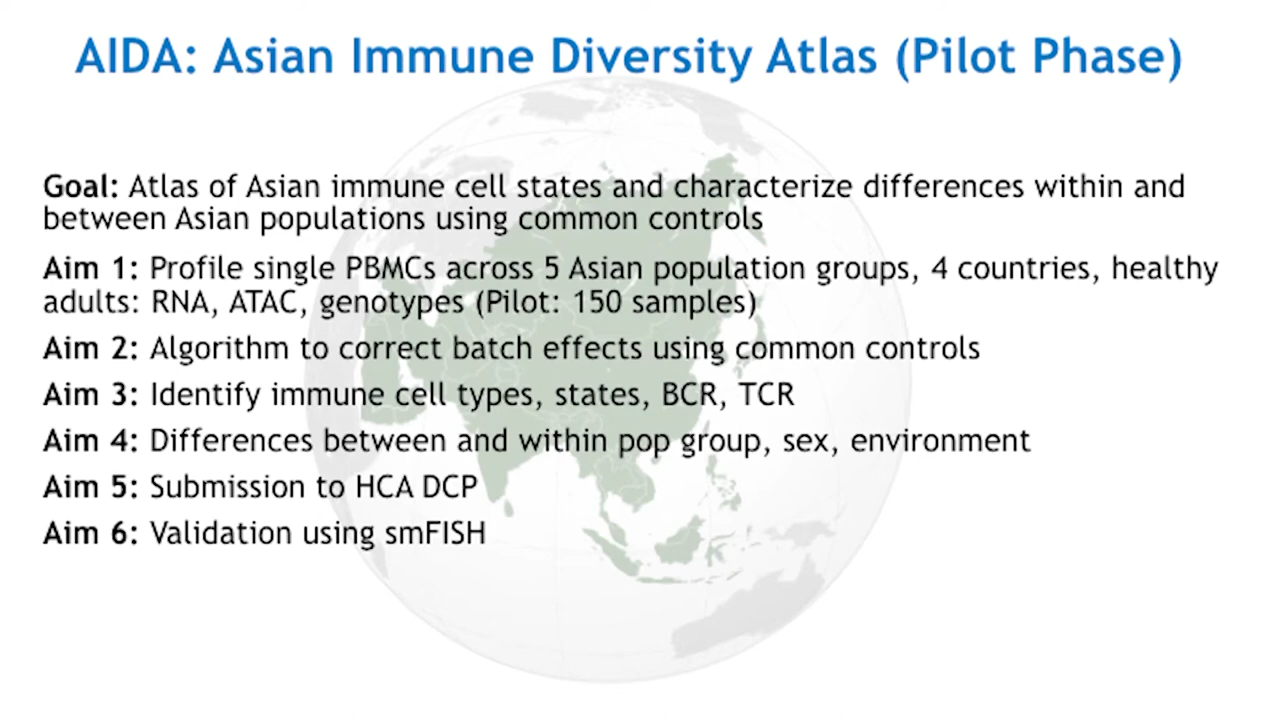 AIDA: Asian Immune Diversity Atlas (Pilot Phase)
Goal: Atlas of Asian immune cell states and characterize differences within and
between Asian populations using common controls
Aim 1: Profile single PBMCs across 5 Asian population groups, 4 countries, healthy
adults: RNA, ATAC, genotypes (Pilot: 150 samples)
Aim 2: Algorithm to correct batch effects using common controls
Aim 3: Identify immune cell types, states, BCR, TCR
Aim 4: Differences between and within pop group, sex, environment
Aim 5: Submission to HCA DCP
Aim 6: Validation using smFISH